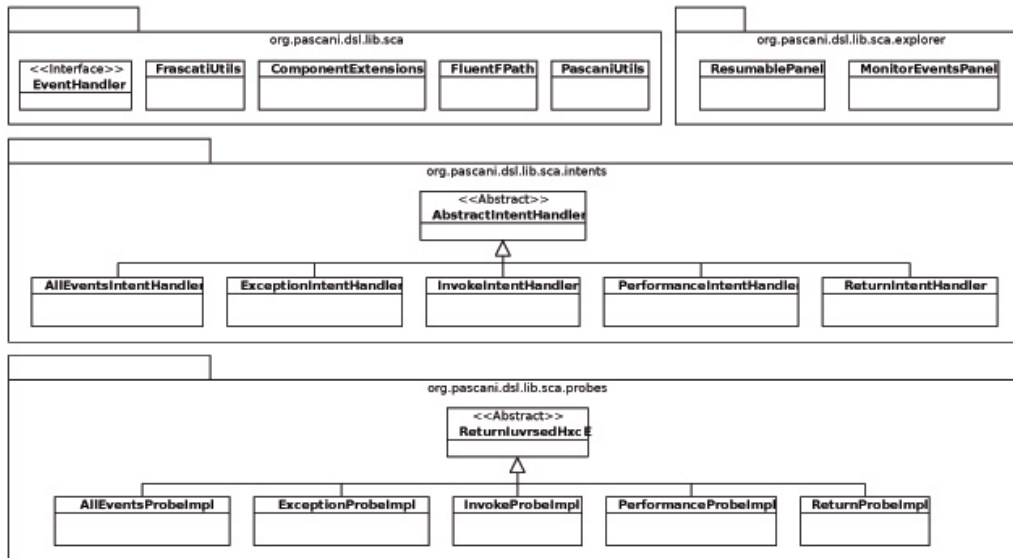 org.pascani.dsl.lib.sca
<<Interface>>
EventHandler
FrascatiUtils
ComponentExtensions
FluentFPath
PascaniUtils
org.pascani.dsl.lib.sca.explorer
ResumablePanel
MonitorEventsPanel
org.pascani.dsl.lib.sca.intents
<<Abstract>>
AbstractIntentHandler
AllEventsIntentHandler
ExceptionIntentHandler
InvokeIntentHandler
PerformanceIntentHandler
ReturnIntentHandler
org.pascani.dsl.lib.sca.probes
<<Abstract>>
AllEventsProbeImpl
ExceptionProbeImpl
InvokeProbeImpl
PerformanceProbeImpl
ReturnProbeImpl